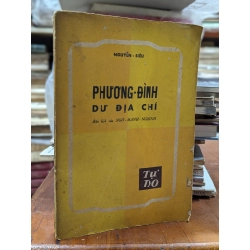 NGUYỄN-SIÊU
PHƯƠNG-ĐÌNH
DƯ ĐỊA CHÍ
TỰ
DO